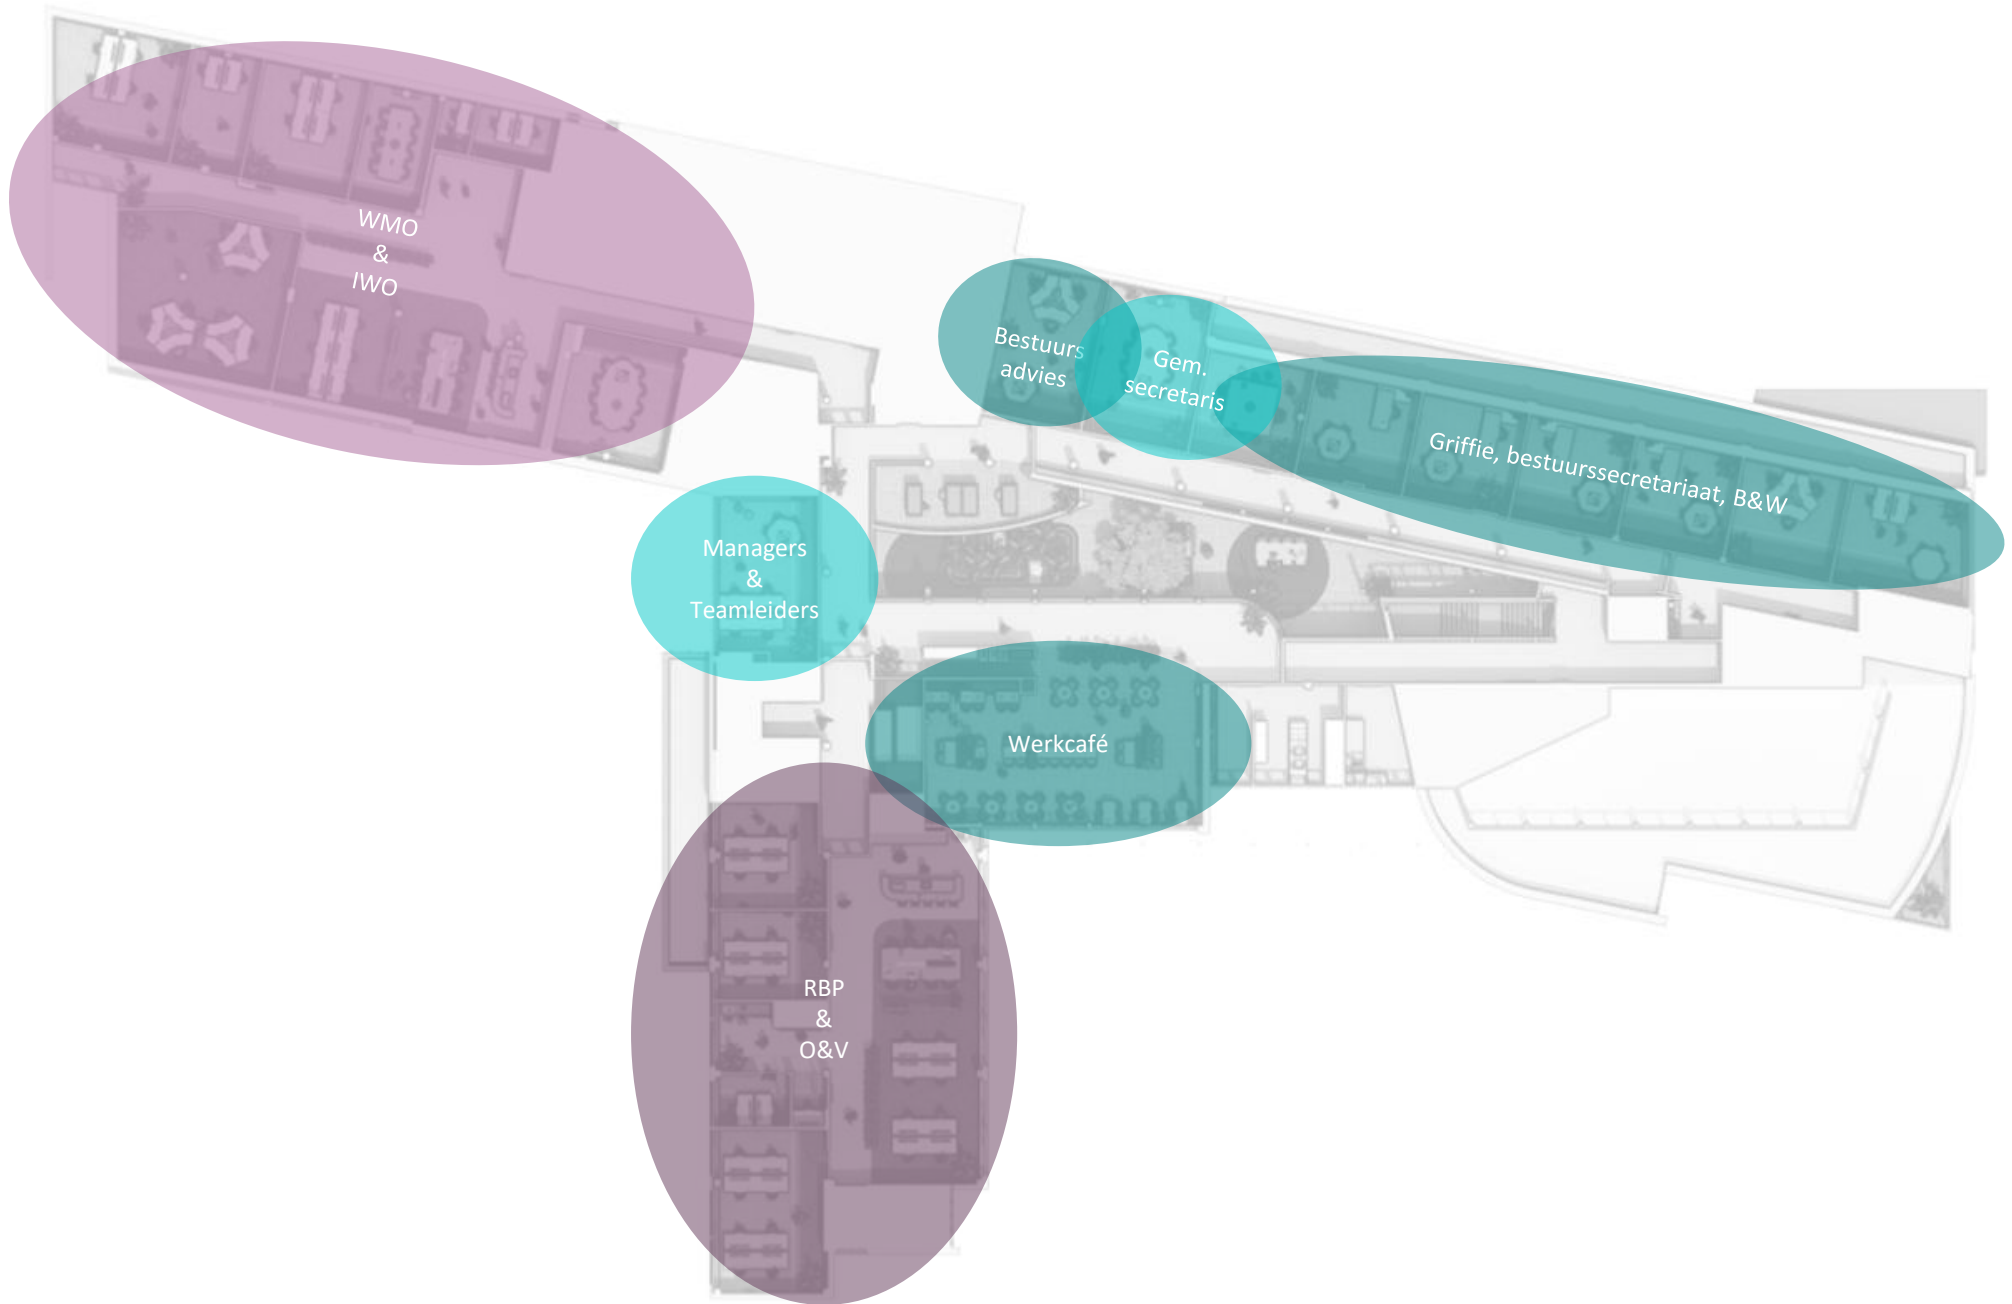 WMO
&
IWO
Bestuurs
advies
Gem.
secretaris
Griffie, bestuurssecretariaat, B&W
Managers
&
Teamleiders
Werkcafé
RBP
&
O&V